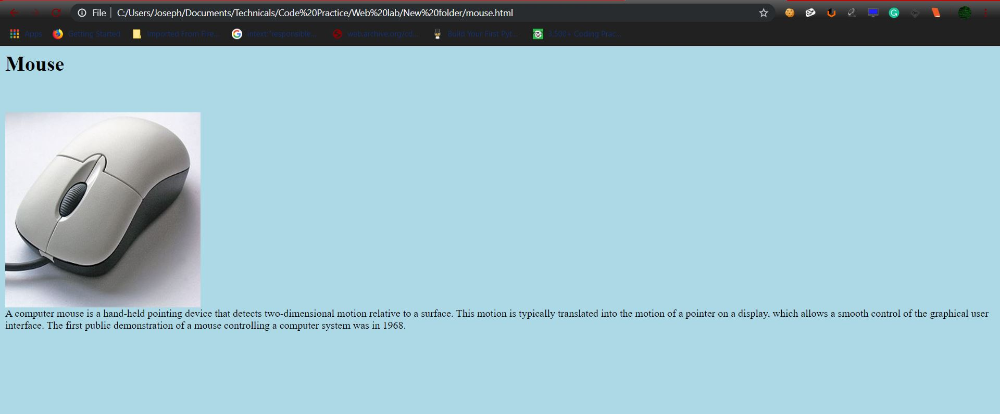 File | C:/Users/Joseph/Documents/Technicals/Code%20Practice/Web%20lab/New%20folder/mouse.html
Apps Getting Started Imported From Fire... intext:"responsible... web.archive.org/cd... Build Your First Pyt... 3,500+ Coding Prac...
Mouse
A computer mouse is a hand-held pointing device that detects two-dimensional motion relative to a surface. This motion is typically translated into the motion of a pointer on a display, which allows a smooth control of the graphical user
interface. The first public demonstration of a mouse controlling a computer system was in 1968.